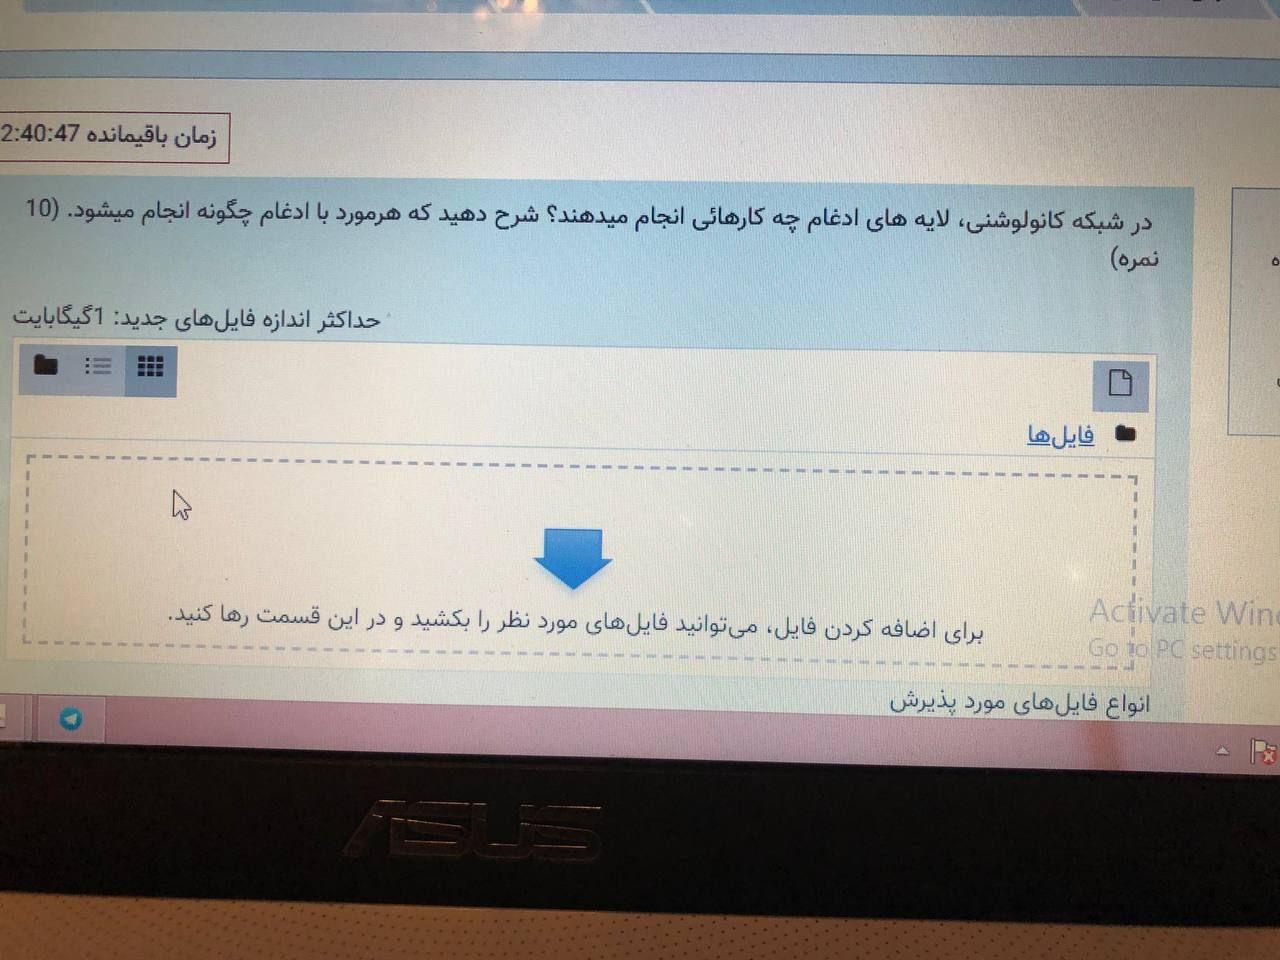 زمان باقیمانده 2:40:47
در شبکه کانولوشنی، لایه های ادغام چه کارهائی انجام میدهند؟ شرح دهید که هرمورد با ادغام چگونه انجام میشود. (10
نمره)
حداکثر اندازه فایل‌های جدید: 1گیگابایت
فایل‌ها
برای اضافه کردن فایل، می‌توانید فایل‌های مورد نظر را بکشید و در این قسمت رها کنید.
Activate Wind
Go to PC settings
انواع فایل‌های مورد پذیرش
ASUS